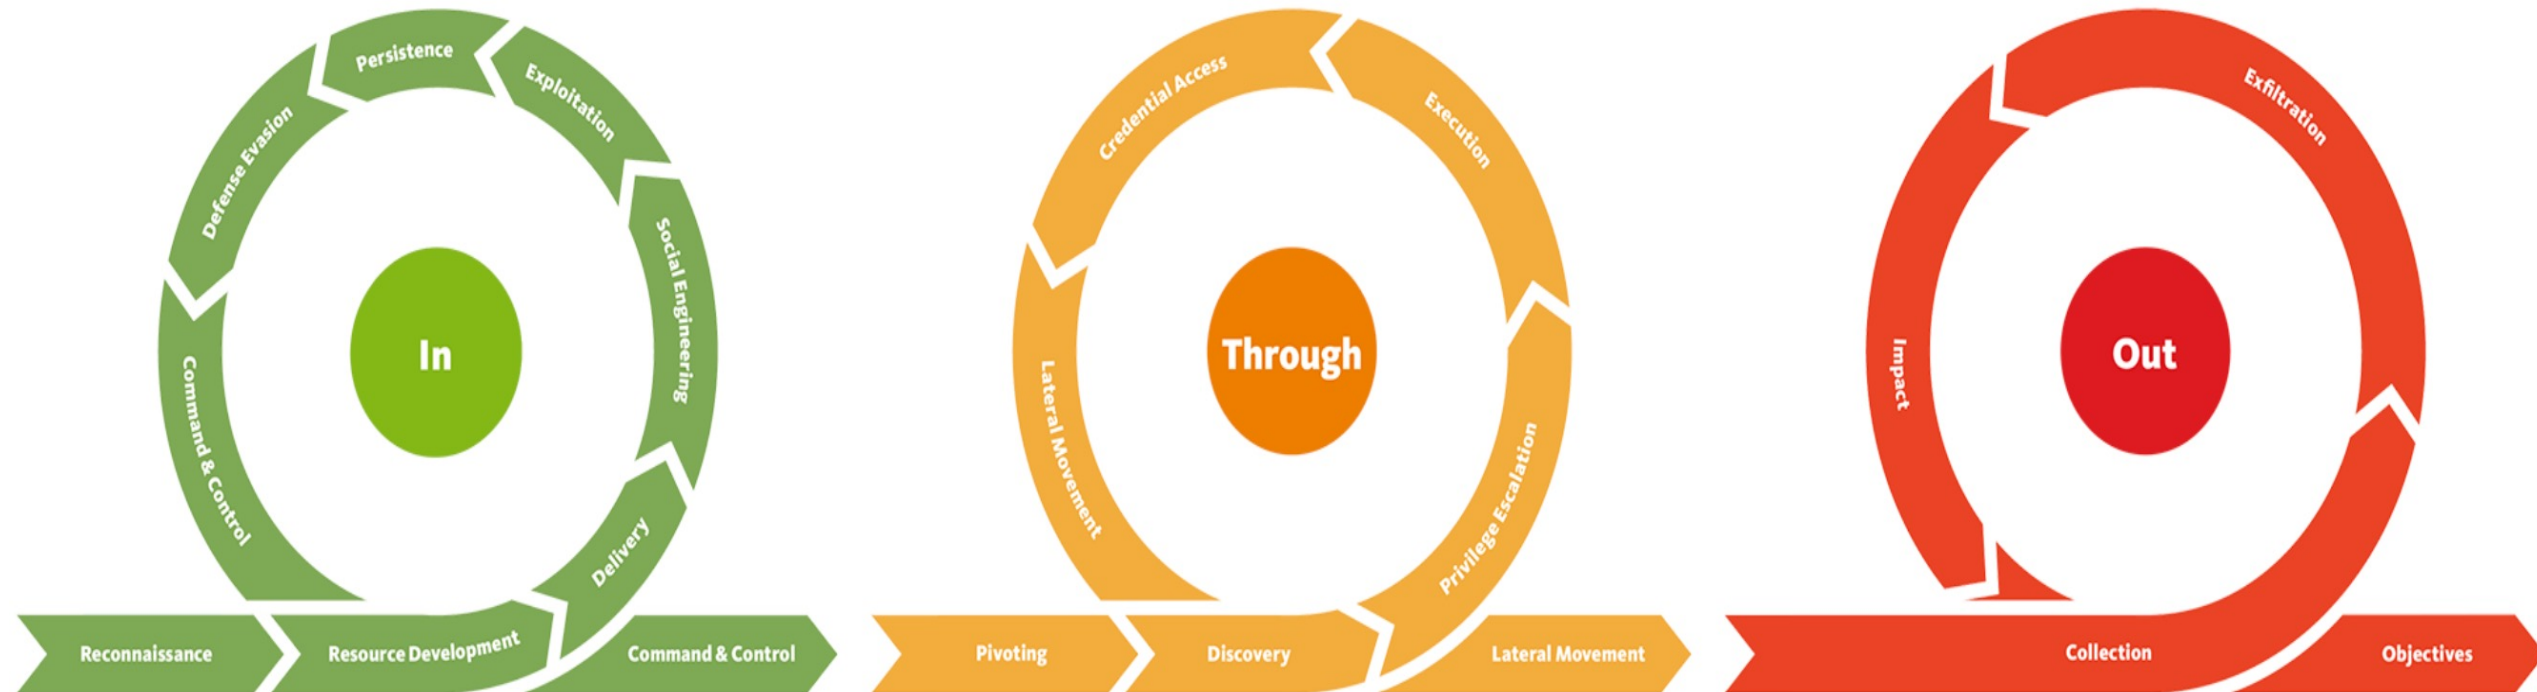 Reconnaissance
Resource Development
Delivery
Social Engineering
Exploitation
Persistence
Defense Evasion
Command & Control
Command & Control
In
Pivoting
Discovery
Privilege Escalation
Execution
Credential Access
Lateral Movement
Lateral Movement
Through
Collection
Exfiltration
Impact
Objectives
Out